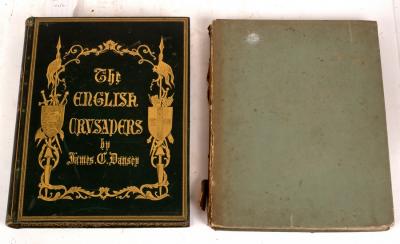 The
ENGLISH
CRUSADERS
by
James C. Dansey